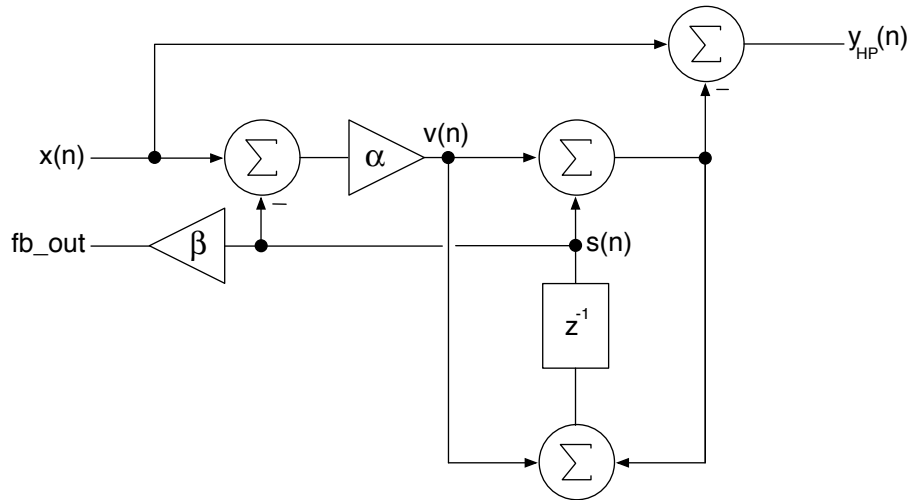 Σ
y_HP(n)
−
x(n)
Σ
α
v(n)
Σ
−
fb_out
β
s(n)
z⁻¹
Σ